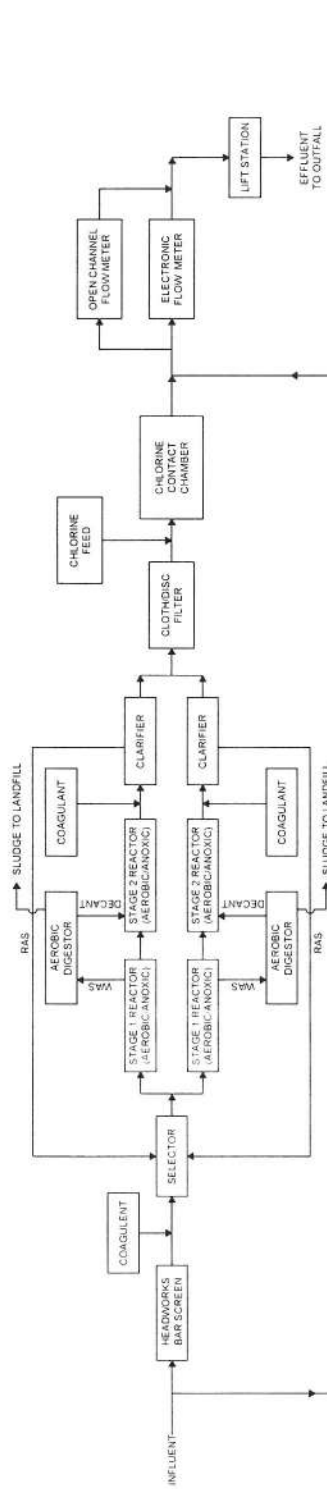 INFLUENT
HEADWORKS
BAR SCREEN
COAGULENT
SELECTOR
RAS
STAGE 1 REACTOR
(AEROBIC/ANOXIC)
WAS
AEROBIC
DIGESTOR
SLUDGE TO LANDFILL
DECANT
STAGE 2 REACTOR
(AEROBIC/ANOXIC)
COAGULANT
CLARIFIER
STAGE 1 REACTOR
(AEROBIC/ANOXIC)
WAS
AEROBIC
DIGESTOR
SLUDGE TO LANDFILL
DECANT
STAGE 2 REACTOR
(AEROBIC/ANOXIC)
COAGULANT
CLARIFIER
RAS
CLOTH/DISC
FILTER
CHLORINE
FEED
CHLORINE
CONTACT
CHAMBER
OPEN CHANNEL
FLOW METER
ELECTRONIC
FLOW METER
LIFT STATION
EFFLUENT
TO OUTFALL